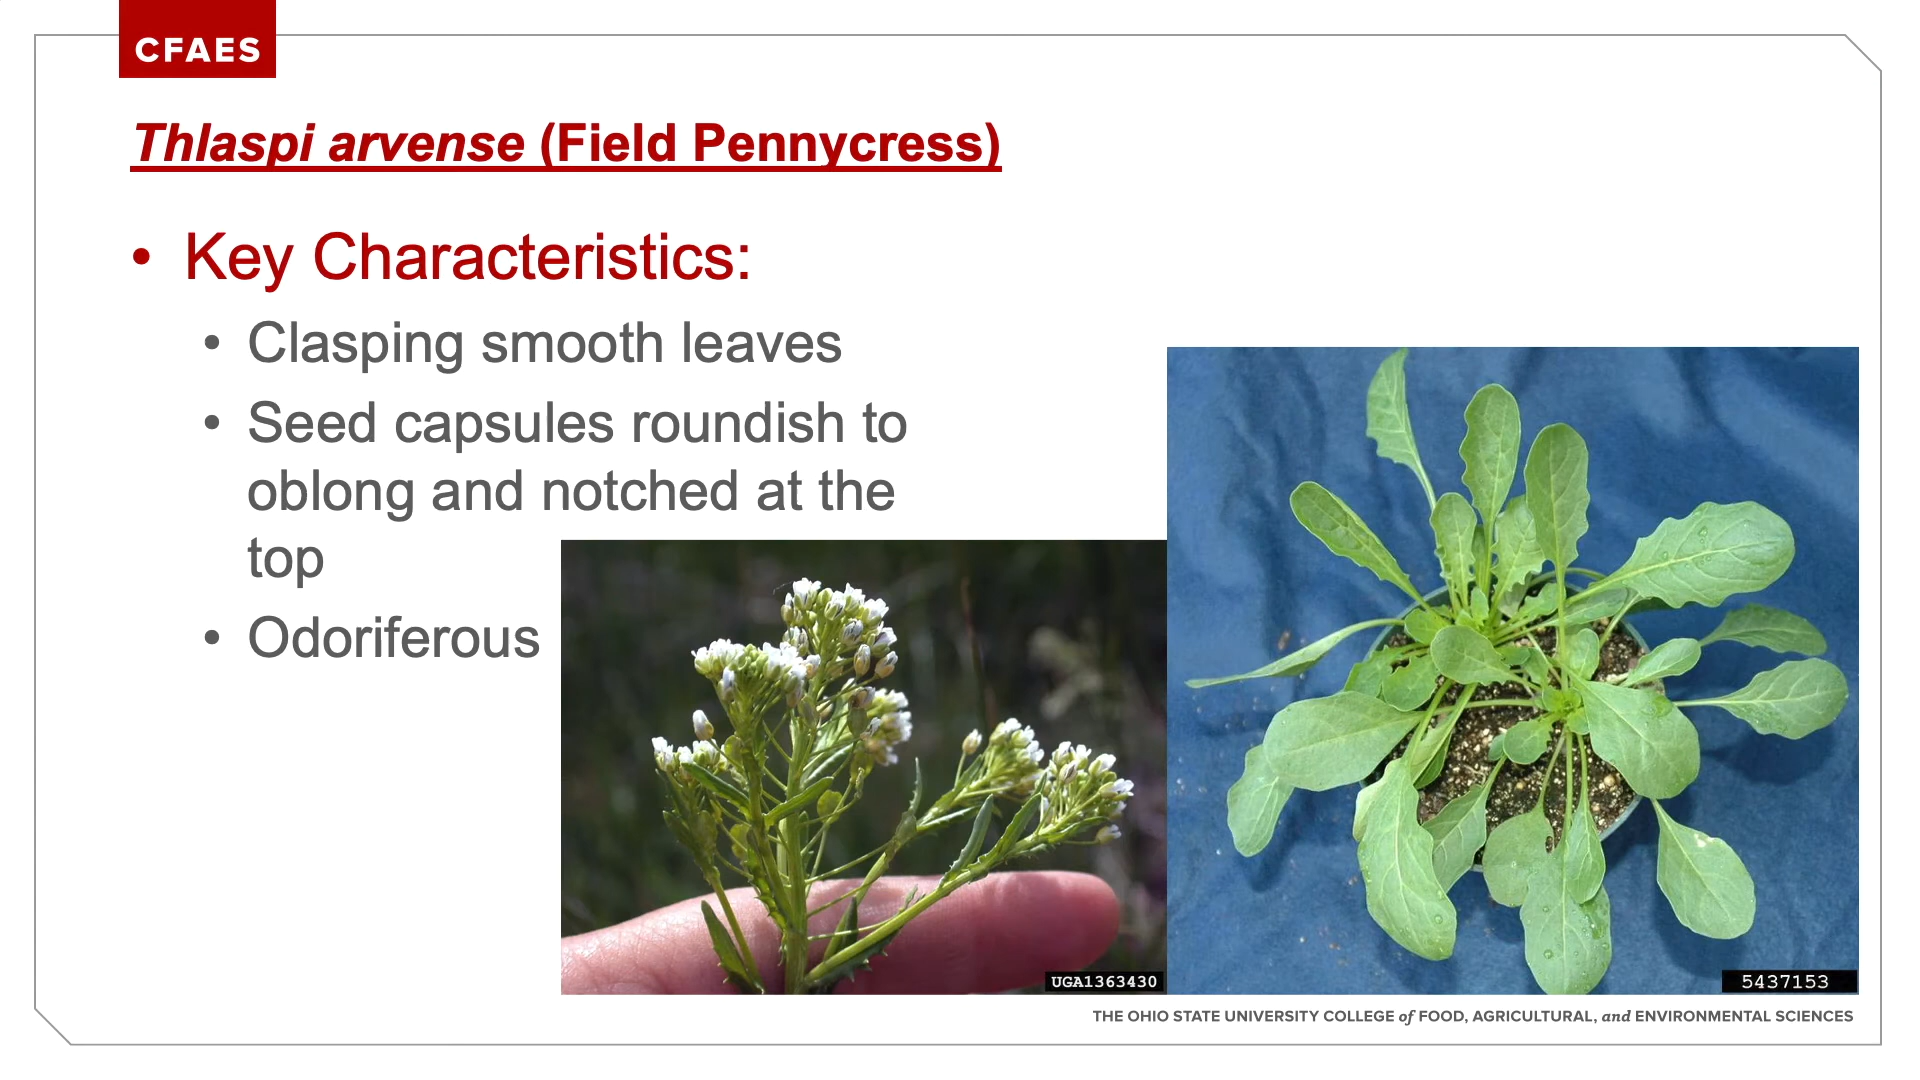 CFAES
Thlaspi arvense (Field Pennycress)
• Key Characteristics:
• Clasping smooth leaves
• Seed capsules roundish to
oblong and notched at the
top
• Odoriferous
UGA1363430
5437153
THE OHIO STATE UNIVERSITY COLLEGE of FOOD, AGRICULTURAL, and ENVIRONMENTAL SCIENCES